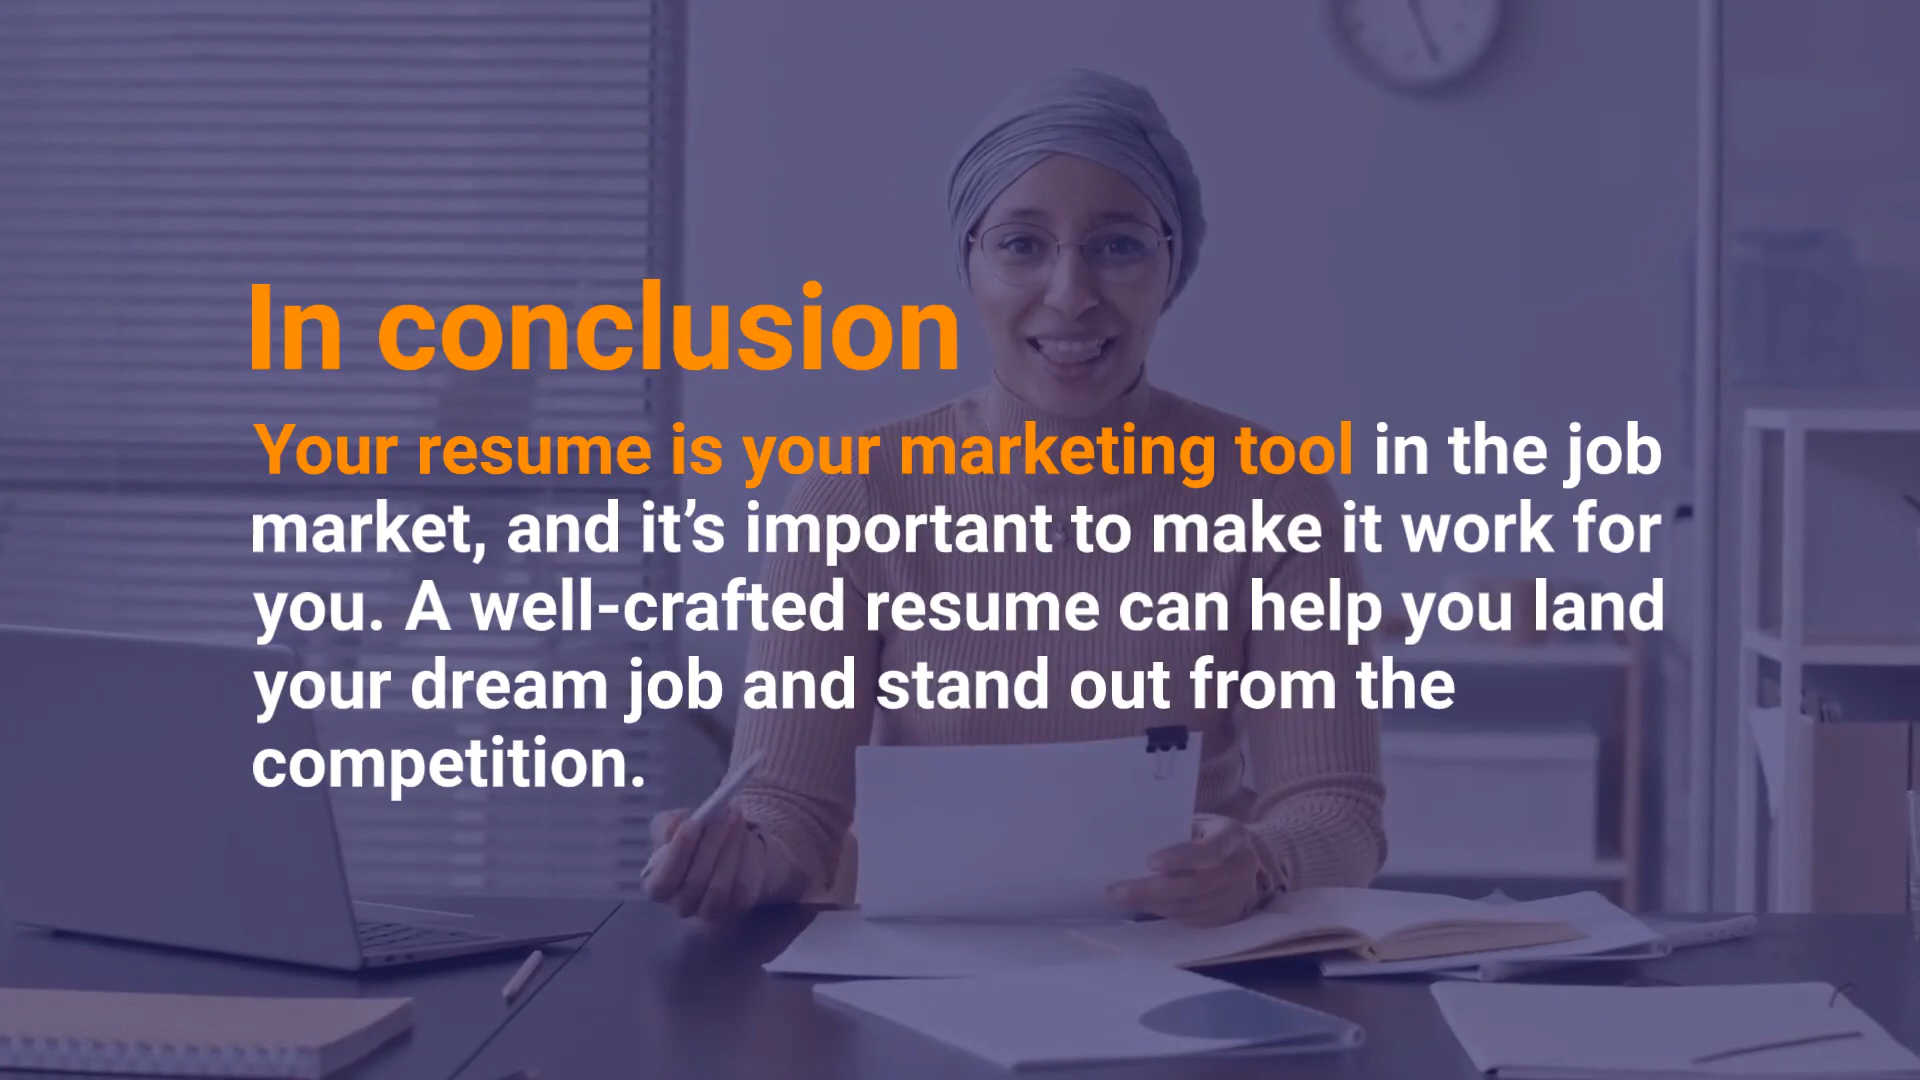 In conclusion
Your resume is your marketing tool in the job
market, and it’s important to make it work for
you. A well-crafted resume can help you land
your dream job and stand out from the
competition.